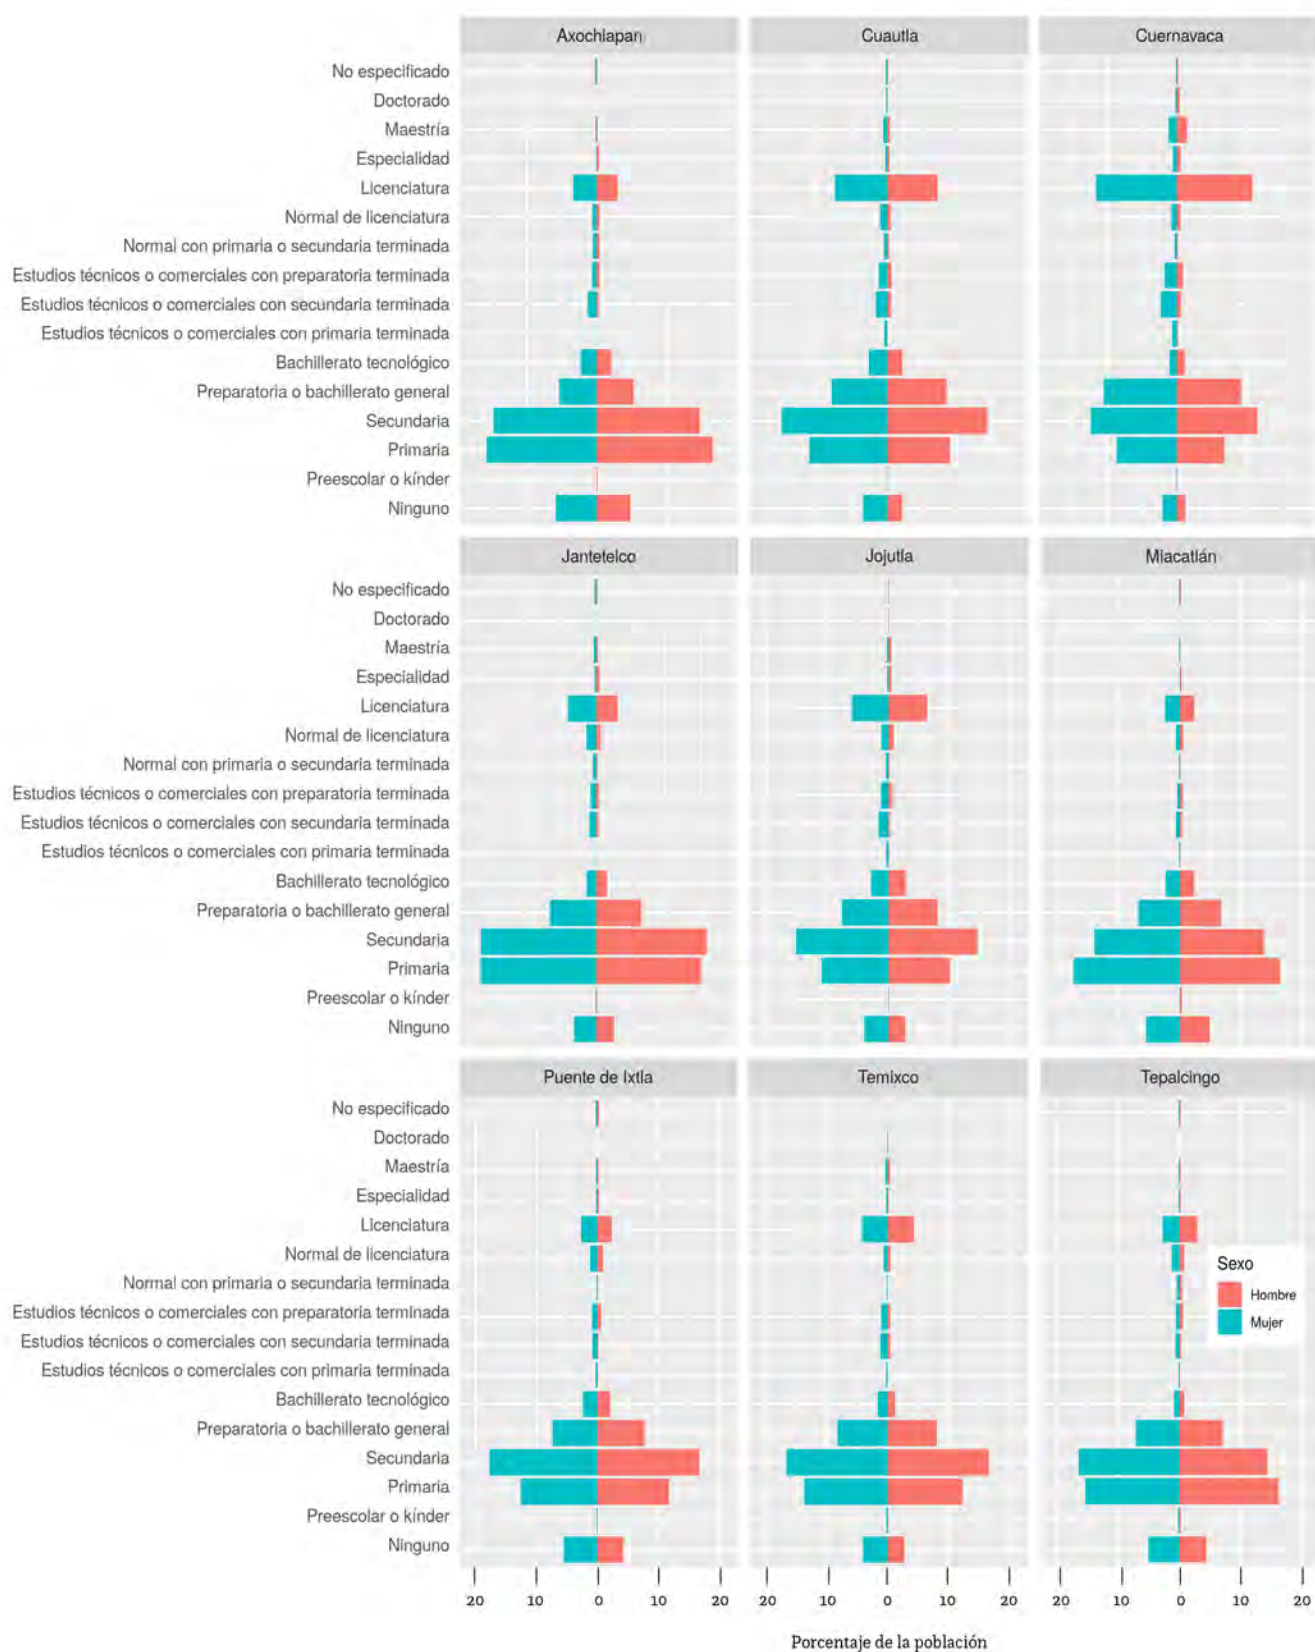 Axochiapan Cuautla Cuernavaca
No especificado
Doctorado
Maestría
Especialidad
Licenciatura
Normal de licenciatura
Normal con primaria o secundaria terminada
Estudios técnicos o comerciales con preparatoria terminada
Estudios técnicos o comerciales con secundaria terminada
Estudios técnicos o comerciales con primaria terminada
Bachillerato tecnológico
Preparatoria o bachillerato general
Secundaria
Primaria
Preescolar o kínder
Ninguno
Jantetelco Jojutla Miacatlán
No especificado
Doctorado
Maestría
Especialidad
Licenciatura
Normal de licenciatura
Normal con primaria o secundaria terminada
Estudios técnicos o comerciales con preparatoria terminada
Estudios técnicos o comerciales con secundaria terminada
Estudios técnicos o comerciales con primaria terminada
Bachillerato tecnológico
Preparatoria o bachillerato general
Secundaria
Primaria
Preescolar o kínder
Ninguno
Puente de Ixtla Temixco Tepalcingo
No especificado
Doctorado
Maestría
Especialidad
Licenciatura
Normal de licenciatura
Normal con primaria o secundaria terminada
Estudios técnicos o comerciales con preparatoria terminada
Estudios técnicos o comerciales con secundaria terminada
Estudios técnicos o comerciales con primaria terminada
Bachillerato tecnológico
Preparatoria o bachillerato general
Secundaria
Primaria
Preescolar o kínder
Ninguno
Sexo
Hombre
Mujer
20 10 0 10 20 20 10 0 10 20 20 10 0 10 20
Porcentaje de la población